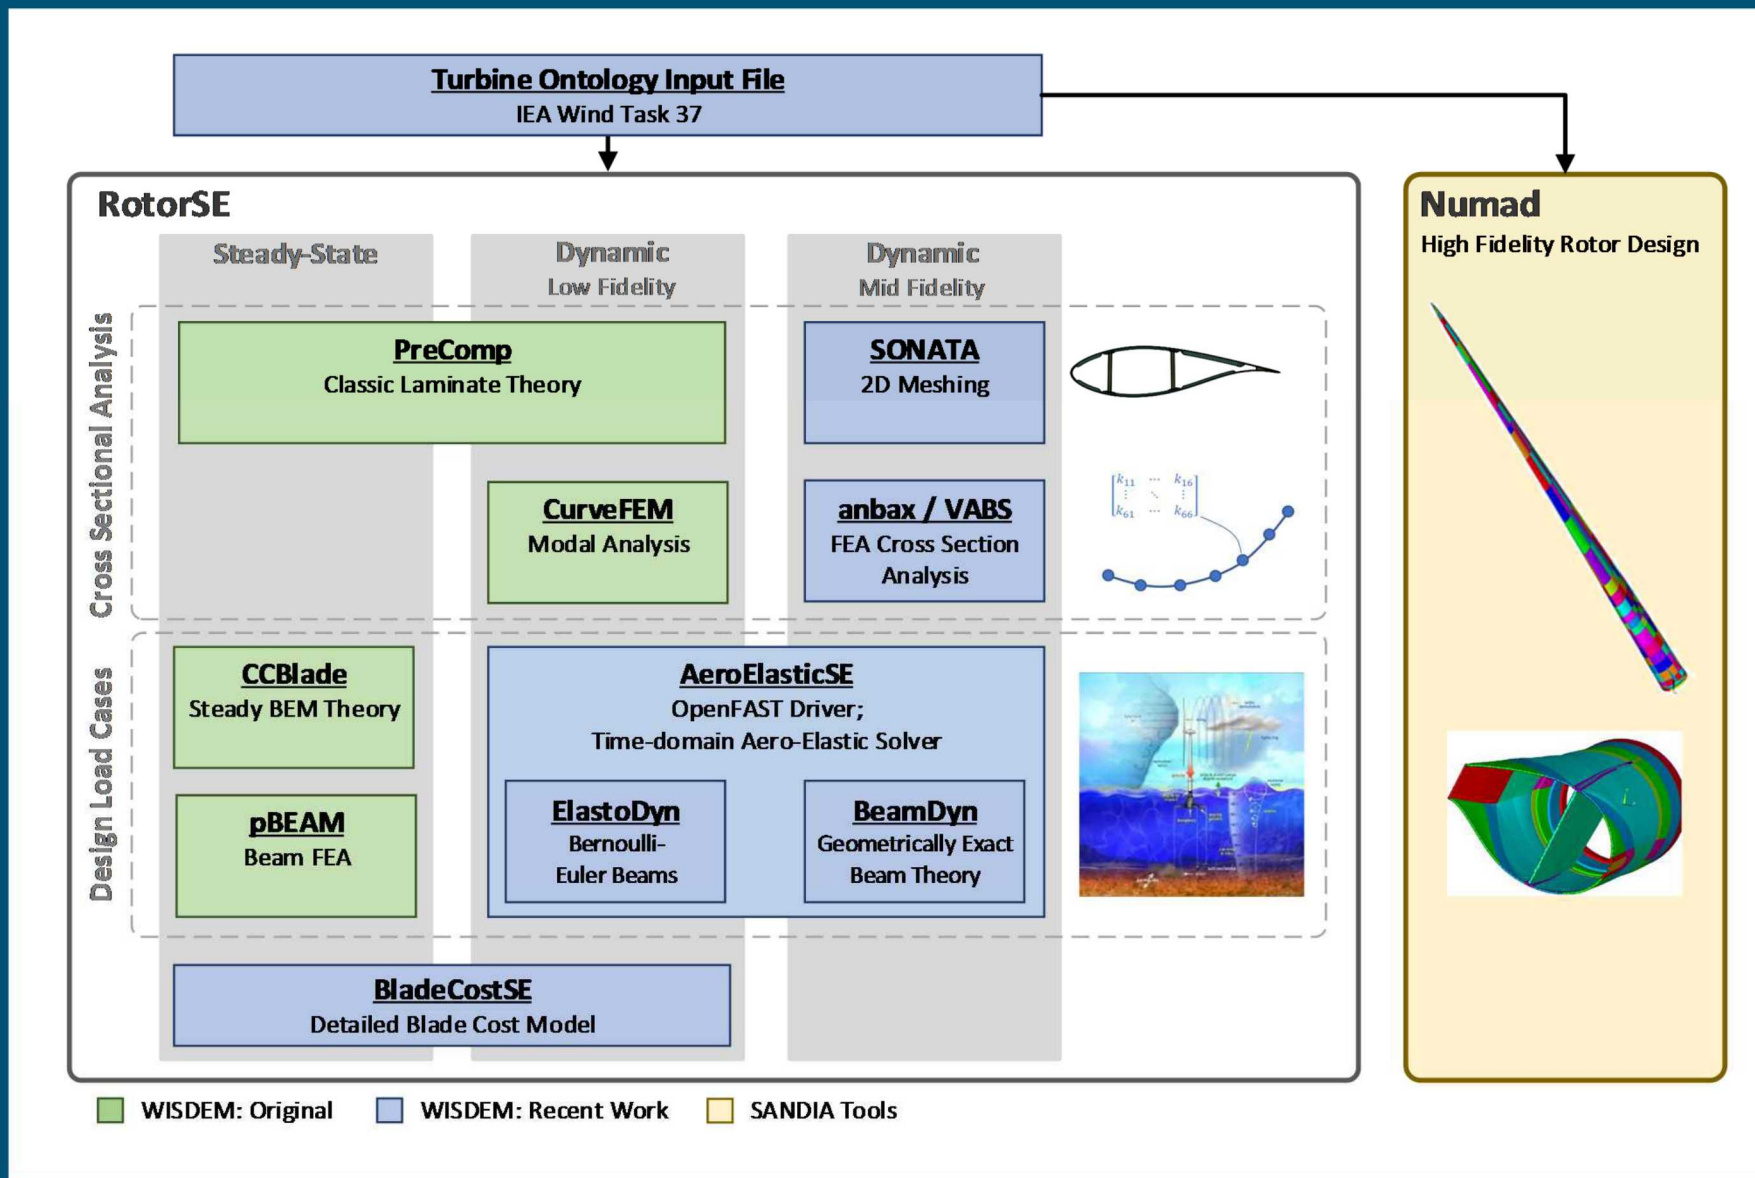 Turbine Ontology Input File
IEA Wind Task 37
RotorSE
Steady-State
Dynamic
Low Fidelity
Dynamic
Mid Fidelity
Cross Sectional Analysis
PreComp
Classic Laminate Theory
SONATA
2D Meshing
CurveFEM
Modal Analysis
anbax / VABS
FEA Cross Section
Analysis
k11 ... k16
k61 ... k66
Design Load Cases
CCBlade
Steady BEM Theory
pBEAM
Beam FEA
AeroElasticSE
OpenFAST Driver;
Time-domain Aero-Elastic Solver
ElastoDyn
Bernoulli-
Euler Beams
BeamDyn
Geometrically Exact
Beam Theory
BladeCostSE
Detailed Blade Cost Model
Numad
High Fidelity Rotor Design
WISDEM: Original
WISDEM: Recent Work
SANDIA Tools